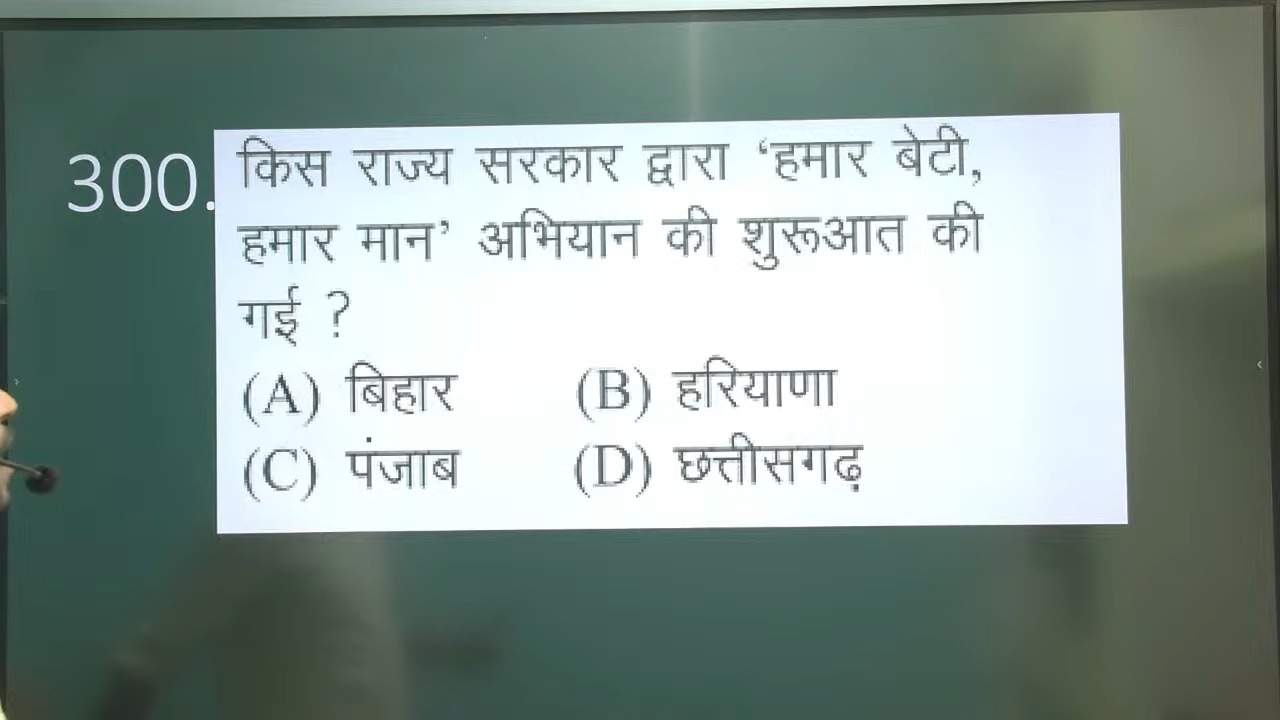 300.
किस राज्य सरकार द्वारा ‘हमार बेटी,
हमार मान’ अभियान की शुरूआत की
गई ?
(A) बिहार (B) हरियाणा
(C) पंजाब (D) छत्तीसगढ़